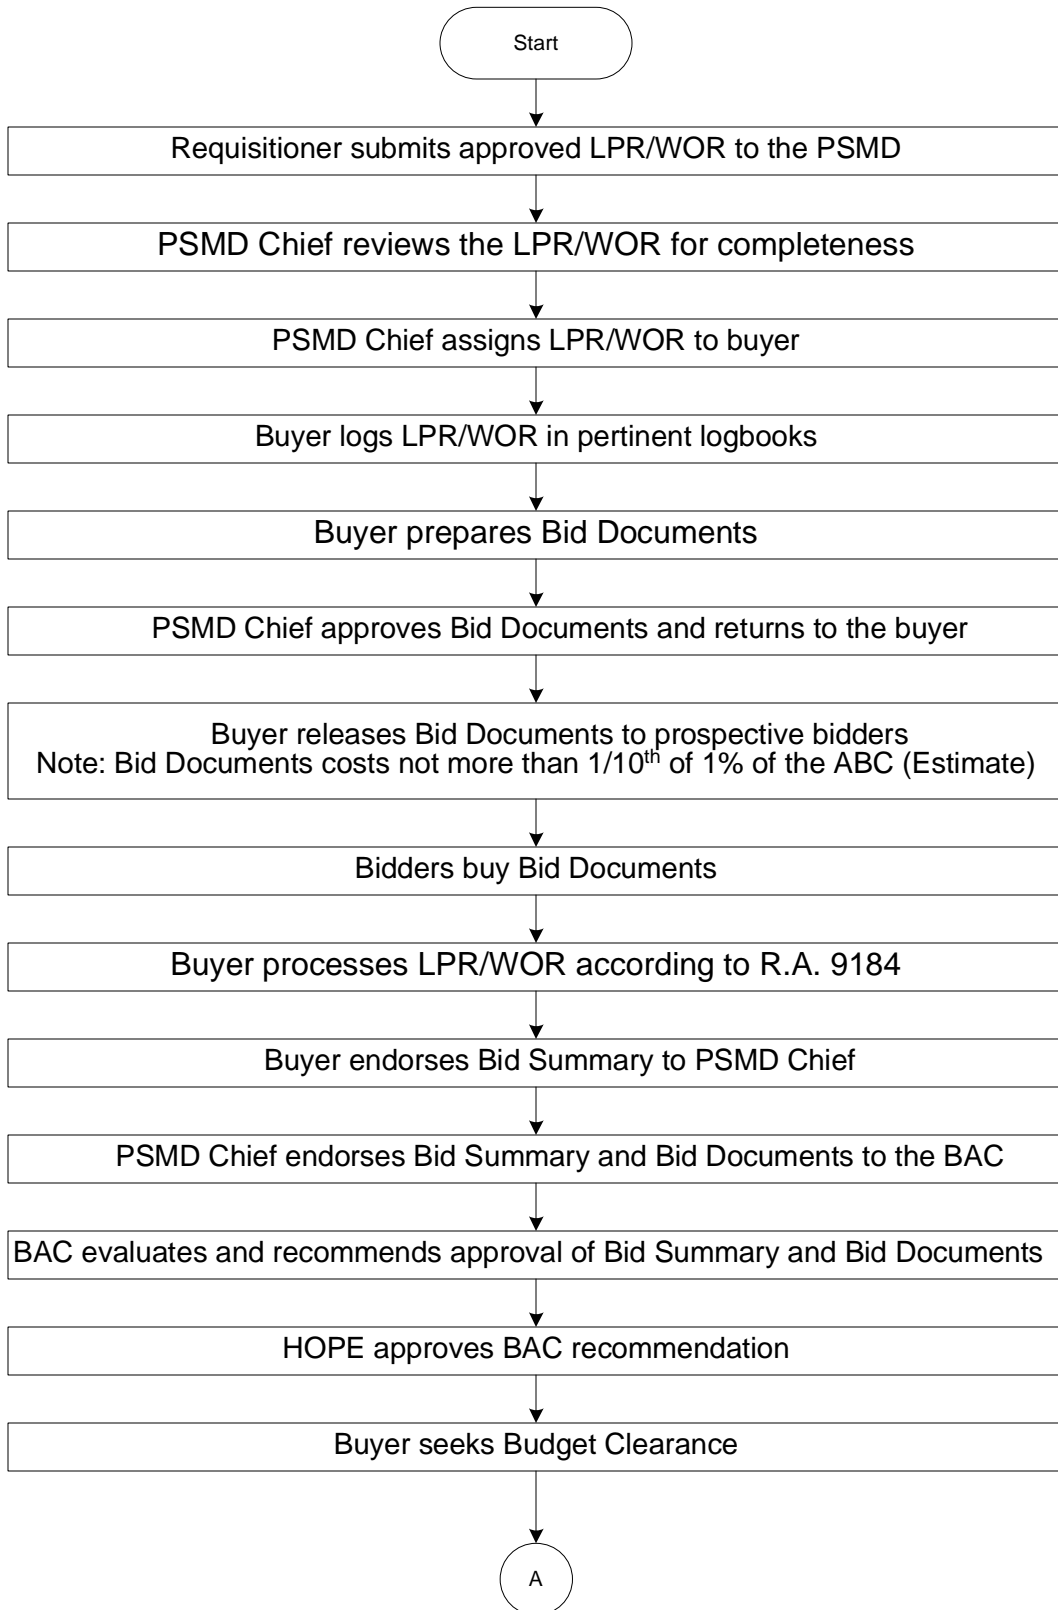 Start
Requisitioner submits approved LPR/WOR to the PSMD
PSMD Chief reviews the LPR/WOR for completeness
PSMD Chief assigns LPR/WOR to buyer
Buyer logs LPR/WOR in pertinent logbooks
Buyer prepares Bid Documents
PSMD Chief approves Bid Documents and returns to the buyer
Buyer releases Bid Documents to prospective bidders
Note: Bid Documents costs not more than 1/10th of 1% of the ABC (Estimate)
Bidders buy Bid Documents
Buyer processes LPR/WOR according to R.A. 9184
Buyer endorses Bid Summary to PSMD Chief
PSMD Chief endorses Bid Summary and Bid Documents to the BAC
BAC evaluates and recommends approval of Bid Summary and Bid Documents
HOPE approves BAC recommendation
Buyer seeks Budget Clearance
A